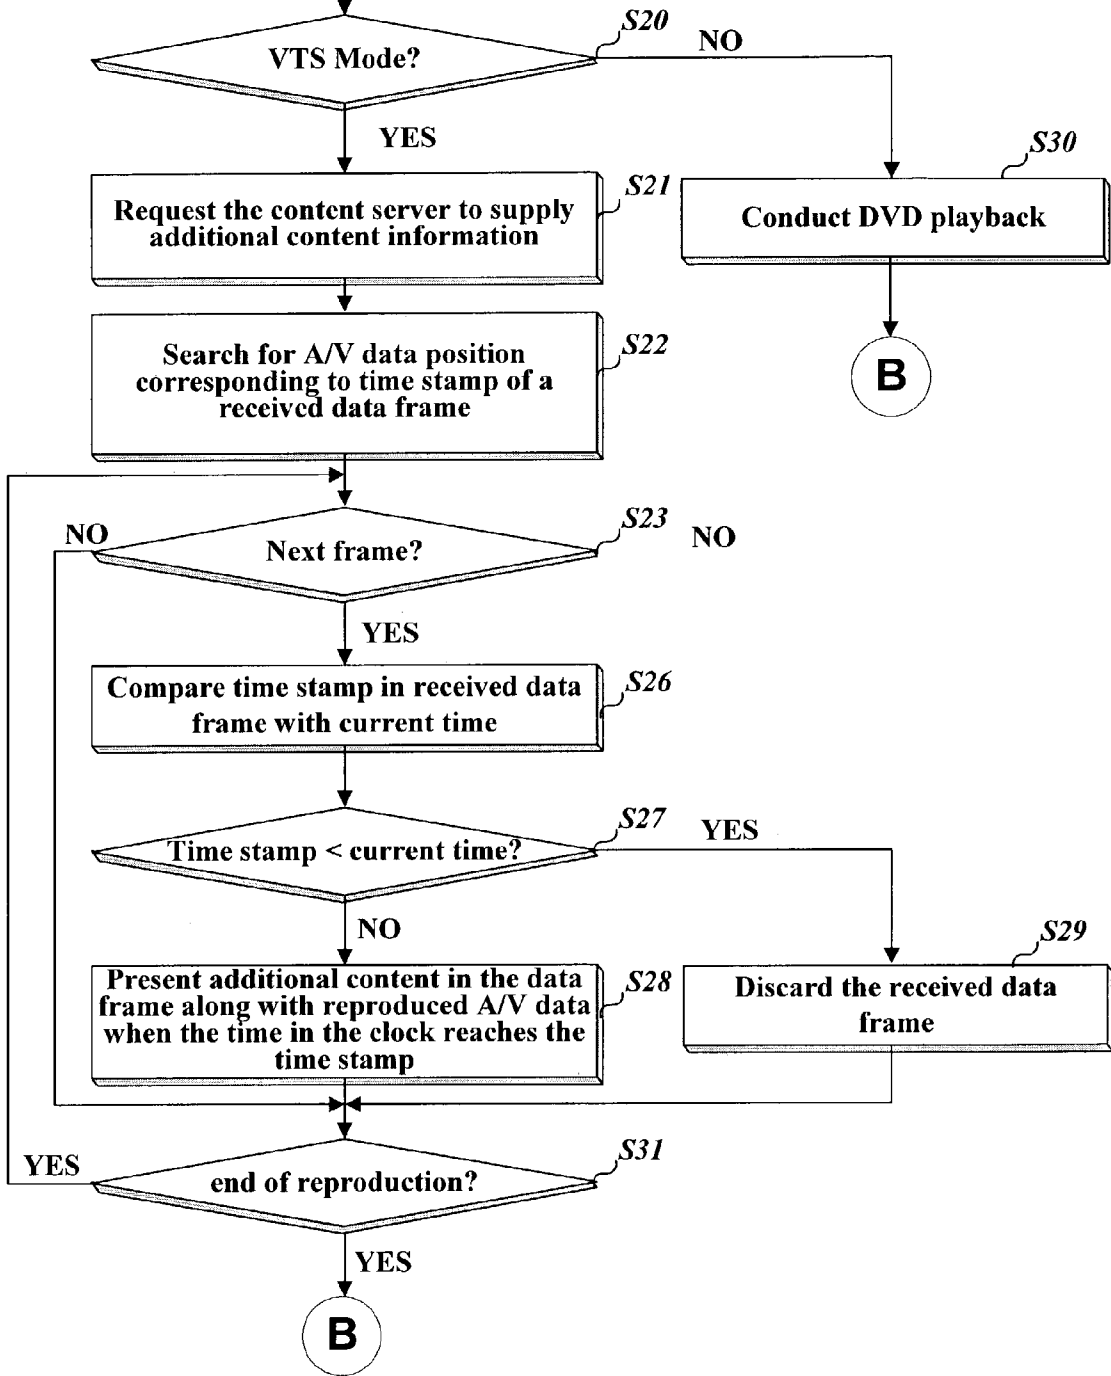 S20
VTS Mode?
NO
YES
S30
S21
Request the content server to supply
additional content information
Conduct DVD playback
S22
Search for A/V data position
corresponding to time stamp of a
received data frame
B
S23
NO
Next frame?
NO
YES
S26
Compare time stamp in received data
frame with current time
S27
Time stamp < current time?
YES
NO
S29
S28
Present additional content in the data
frame along with reproduced A/V data
when the time in the clock reaches the
time stamp
Discard the received data
frame
S31
YES
end of reproduction?
YES
B